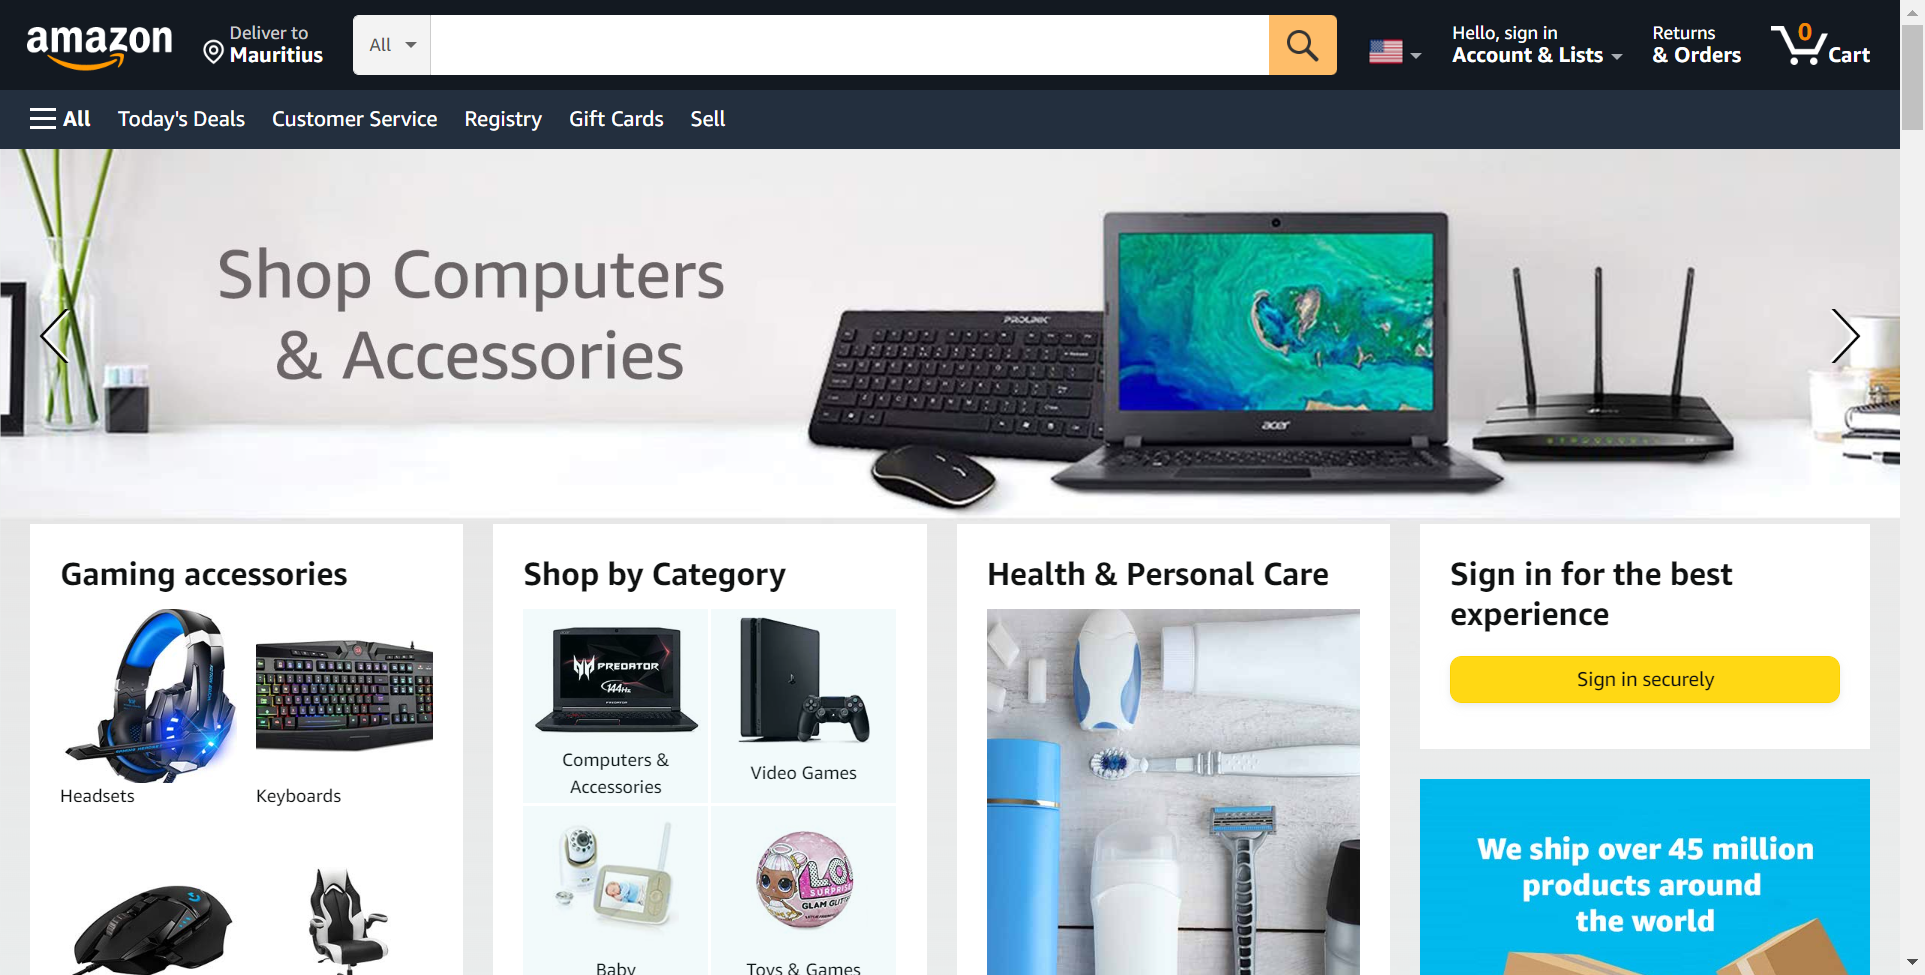 amazon
Deliver to
Mauritius
All
Hello, sign in
Account & Lists
Returns
& Orders
0
Cart
All
Today's Deals
Customer Service
Registry
Gift Cards
Sell
Shop Computers
& Accessories
PROLINK
acer
Gaming accessories
Headsets
Keyboards
Shop by Category
PREDATOR
144Hz
PREDATOR
Computers &
Accessories
Video Games
L.O.L
SURPRISE
GLAM GLITTER
Baby
Toys & Games
Health & Personal Care
Sign in for the best
experience
Sign in securely
We ship over 45 million
products around
the world